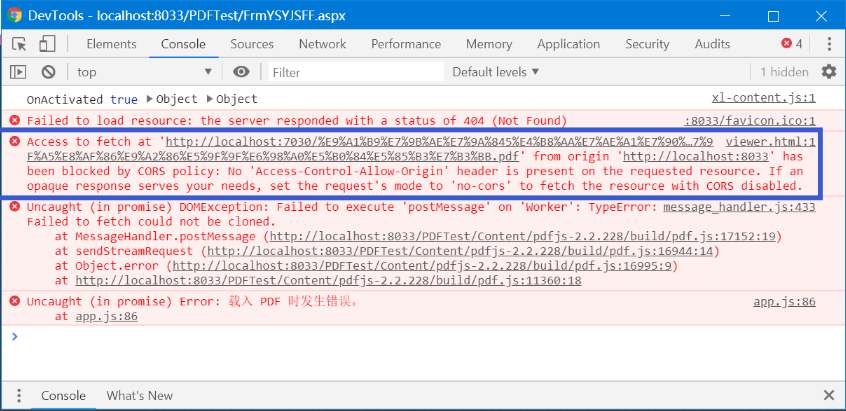 DevTools - localhost:8033/PDFTest/FrmYSYJSFF.aspx
Elements Console Sources Network Performance Memory Application Security Audits 4
top Filter Default levels 1 hidden
OnActivated true Object Object xl-content.js:1
Failed to load resource: the server responded with a status of 404 (Not Found) :8033/favicon.ico:1
Access to fetch at 'http://localhost:7030/%E9%A1%B9%E7%9B%AE%E7%9A%845%E4%B8%AA%E7%AE%A1%E7%90%…7%9 viewer.html:1
F%A5%E8%AF%86%E9%A2%86%E5%9F%9F%E6%98%A0%E5%B0%84%E5%85%B3%E7%B3%BB.pdf' from origin 'http://localhost:8033' has
been blocked by CORS policy: No 'Access-Control-Allow-Origin' header is present on the requested resource. If an
opaque response serves your needs, set the request's mode to 'no-cors' to fetch the resource with CORS disabled.
Uncaught (in promise) DOMException: Failed to execute 'postMessage' on 'Worker': TypeError: message_handler.js:433
Failed to fetch could not be cloned.
at MessageHandler.postMessage (http://localhost:8033/PDFTest/Content/pdfjs-2.2.228/build/pdf.js:17152:19)
at sendStreamRequest (http://localhost:8033/PDFTest/Content/pdfjs-2.2.228/build/pdf.js:16944:14)
at Object.error (http://localhost:8033/PDFTest/Content/pdfjs-2.2.228/build/pdf.js:16995:9)
at http://localhost:8033/PDFTest/Content/pdfjs-2.2.228/build/pdf.js:11360:18
Uncaught (in promise) Error: 载入 PDF 时发生错误。 app.js:86
at app.js:86
Console What's New